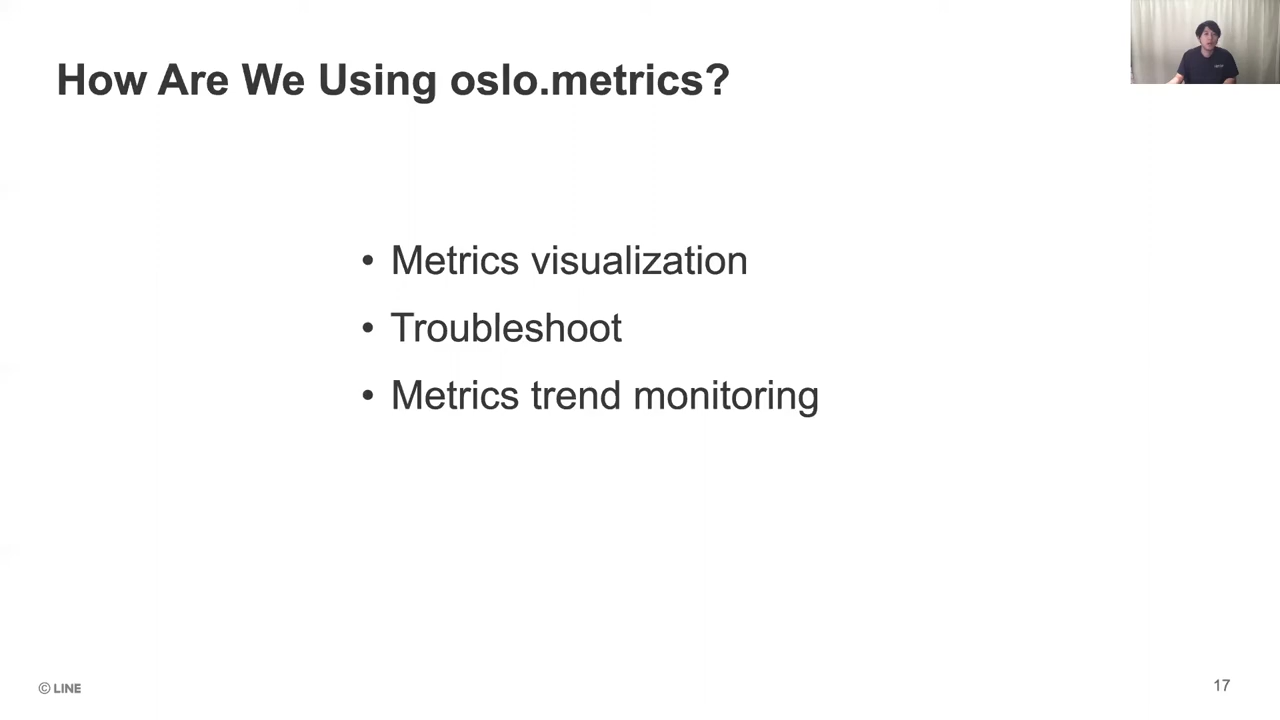 How Are We Using oslo.metrics?
• Metrics visualization
• Troubleshoot
• Metrics trend monitoring
© LINE
17